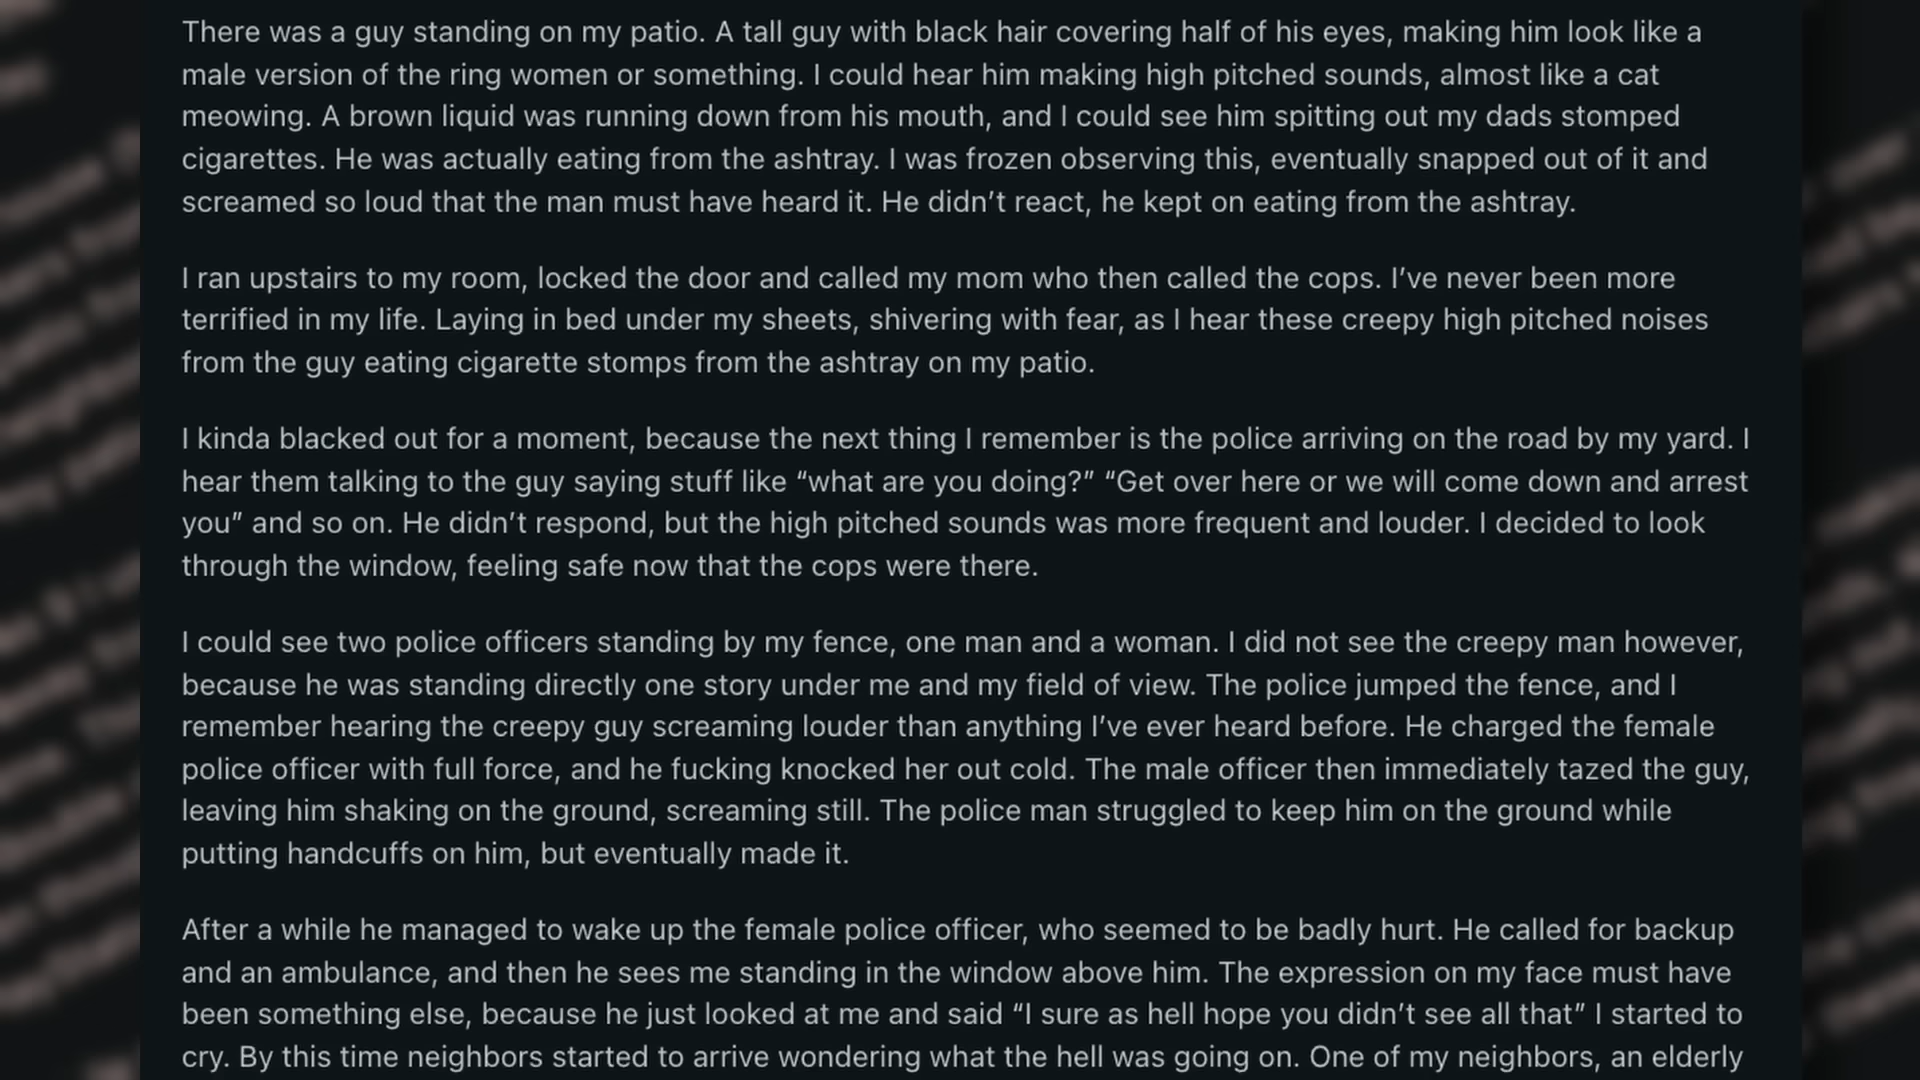 There was a guy standing on my patio. A tall guy with black hair covering half of his eyes, making him look like a
male version of the ring women or something. I could hear him making high pitched sounds, almost like a cat
meowing. A brown liquid was running down from his mouth, and I could see him spitting out my dads stomped
cigarettes. He was actually eating from the ashtray. I was frozen observing this, eventually snapped out of it and
screamed so loud that the man must have heard it. He didn’t react, he kept on eating from the ashtray.
I ran upstairs to my room, locked the door and called my mom who then called the cops. I’ve never been more
terrified in my life. Laying in bed under my sheets, shivering with fear, as I hear these creepy high pitched noises
from the guy eating cigarette stomps from the ashtray on my patio.
I kinda blacked out for a moment, because the next thing I remember is the police arriving on the road by my yard. I
hear them talking to the guy saying stuff like “what are you doing?” “Get over here or we will come down and arrest
you” and so on. He didn’t respond, but the high pitched sounds was more frequent and louder. I decided to look
through the window, feeling safe now that the cops were there.
I could see two police officers standing by my fence, one man and a woman. I did not see the creepy man however,
because he was standing directly one story under me and my field of view. The police jumped the fence, and I
remember hearing the creepy guy screaming louder than anything I’ve ever heard before. He charged the female
police officer with full force, and he fucking knocked her out cold. The male officer then immediately tazed the guy,
leaving him shaking on the ground, screaming still. The police man struggled to keep him on the ground while
putting handcuffs on him, but eventually made it.
After a while he managed to wake up the female police officer, who seemed to be badly hurt. He called for backup
and an ambulance, and then he sees me standing in the window above him. The expression on my face must have
been something else, because he just looked at me and said “I sure as hell hope you didn’t see all that” I started to
cry. By this time neighbors started to arrive wondering what the hell was going on. One of my neighbors, an elderly